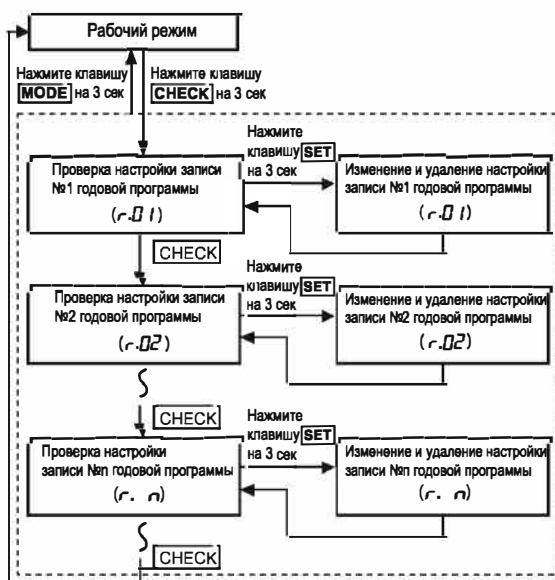 Рабочий режим
Нажмите клавишу
MODE на 3 сек
Нажмите клавишу
CHECK на 3 сек
Нажмите
клавишу SET
на 3 сек
Проверка настройки записи
№1 годовой программы
(r.01)
Изменение и удаление настройки
записи №1 годовой программы
(r.01)
CHECK
Нажмите
клавишу SET
на 3 сек
Проверка настройки записи
№2 годовой программы
(r.02)
Изменение и удаление настройки
записи №2 годовой программы
(r.02)
CHECK
Нажмите
клавишу SET
на 3 сек
Проверка настройки
записи №n годовой программы
(r. n)
Изменение и удаление настройки
записи №n годовой программы
(r. n)
CHECK